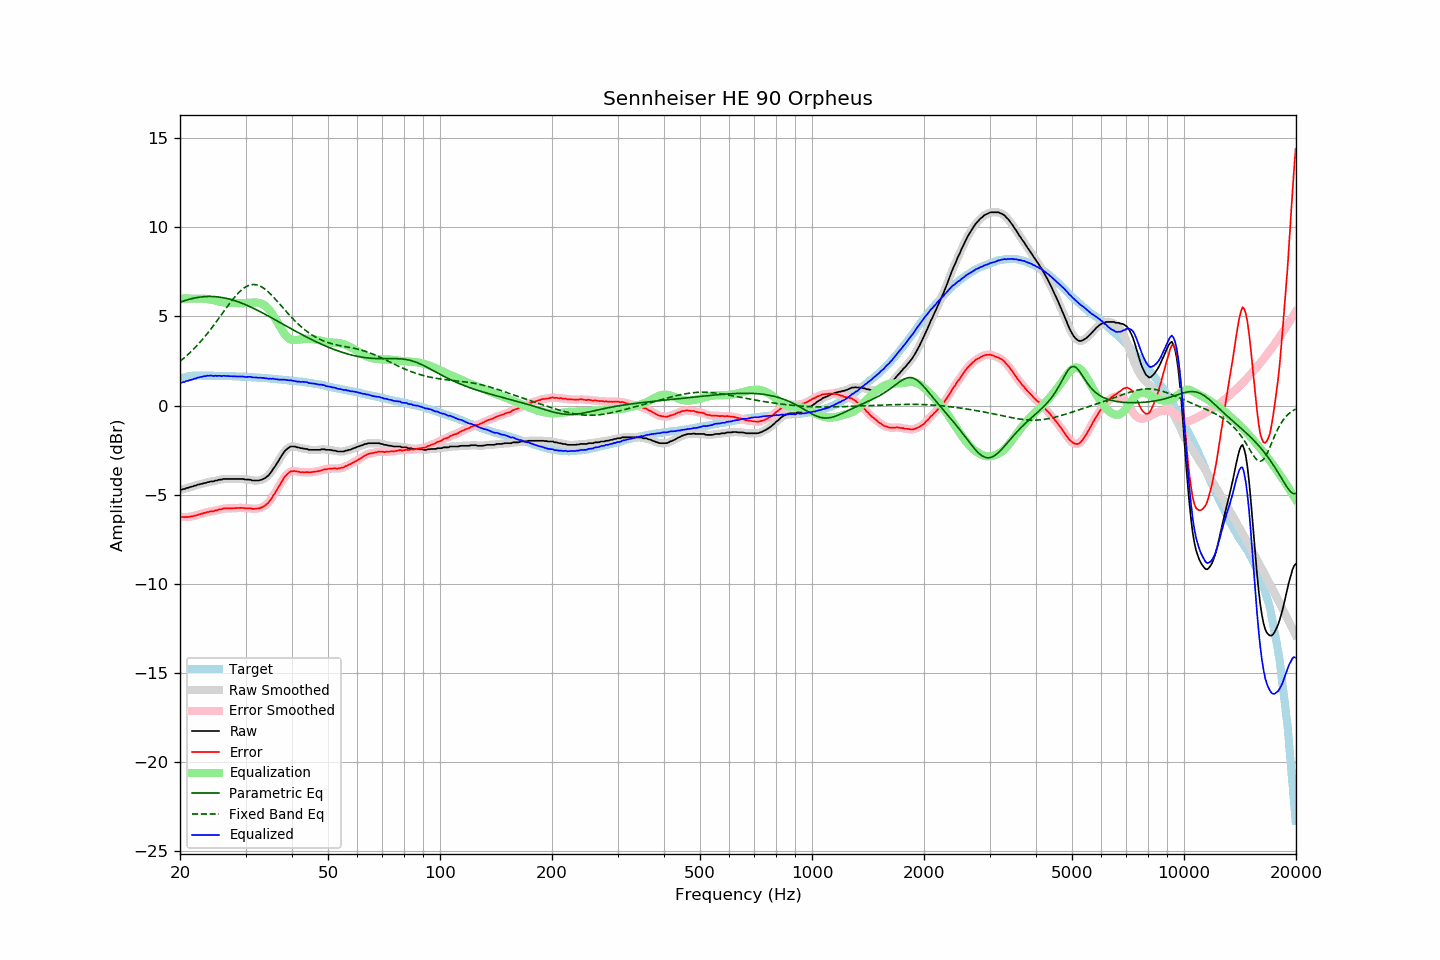 Sennheiser HE 90 Orpheus
15
10
5
0
−5
−10
−15
−20
−25
Amplitude (dBr)
Target
Raw Smoothed
Error Smoothed
Raw
Error
Equalization
Parametric Eq
Fixed Band Eq
Equalized
20 50 100 200 500 1000 2000 5000 10000 20000
Frequency (Hz)